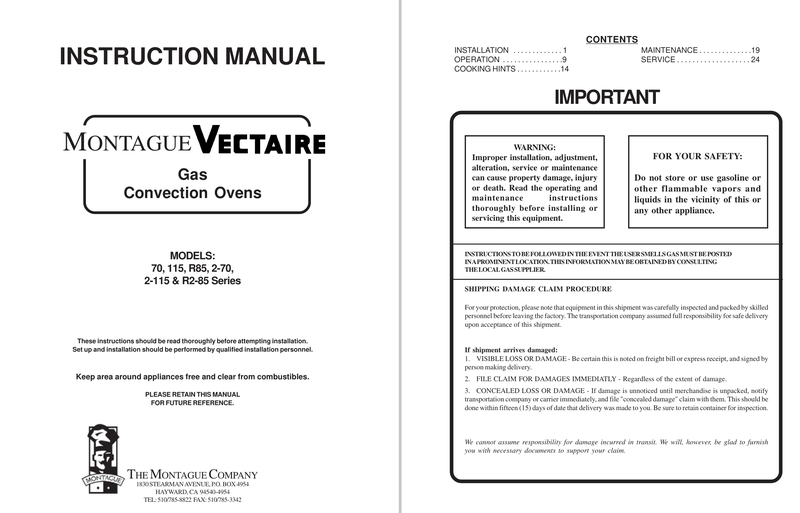 INSTRUCTION MANUAL
MONTAGUE VECTAIRE
Gas
Convection Ovens
MODELS:
70, 115, R85, 2-70,
2-115 & R2-85 Series
These instructions should be read thoroughly before attempting installation.
Set up and installation should be performed by qualified installation personnel.
Keep area around appliances free and clear from combustibles.
PLEASE RETAIN THIS MANUAL
FOR FUTURE REFERENCE.
MONTAGUE
THE MONTAGUE COMPANY
1830 STEARMAN AVENUE, P.O. BOX 4954
HAYWARD, CA 94540-4954
TEL: 510/785-8822 FAX: 510/785-3342
CONTENTS
INSTALLATION . . . . . . . . . . . . 1
OPERATION . . . . . . . . . . . . . . .9
COOKING HINTS . . . . . . . . . . .14
MAINTENANCE . . . . . . . . . . . . .19
SERVICE . . . . . . . . . . . . . . . . . . 24
IMPORTANT
WARNING:
Improper installation, adjustment,
alteration, service or maintenance
can cause property damage, injury
or death. Read the operating and
maintenance instructions
thoroughly before installing or
servicing this equipment.
FOR YOUR SAFETY:
Do not store or use gasoline or
other flammable vapors and
liquids in the vicinity of this or
any other appliance.
INSTRUCTIONS TO BE FOLLOWED IN THE EVENT THE USER SMELLS GAS MUST BE POSTED
IN A PROMINENT LOCATION. THIS INFORMATION MAY BE OBTAINED BY CONSULTING
THE LOCAL GAS SUPPLIER.
SHIPPING DAMAGE CLAIM PROCEDURE
For your protection, please note that equipment in this shipment was carefully inspected and packed by skilled
personnel before leaving the factory. The transportation company assumed full responsibility for safe delivery
upon acceptance of this shipment.
If shipment arrives damaged:
1. VISIBLE LOSS OR DAMAGE - Be certain this is noted on freight bill or express receipt, and signed by
person making delivery.
2. FILE CLAIM FOR DAMAGES IMMEDIATELY - Regardless of the extent of damage.
3. CONCEALED LOSS OR DAMAGE - If damage is unnoticed until merchandise is unpacked, notify
transportation company or carrier immediately, and file "concealed damage" claim with them. This should be
done within fifteen (15) days of date that delivery was made to you. Be sure to retain container for inspection.
We cannot assume responsibility for damage incurred in transit. We will, however, be glad to furnish
you with necessary documents to support your claim.